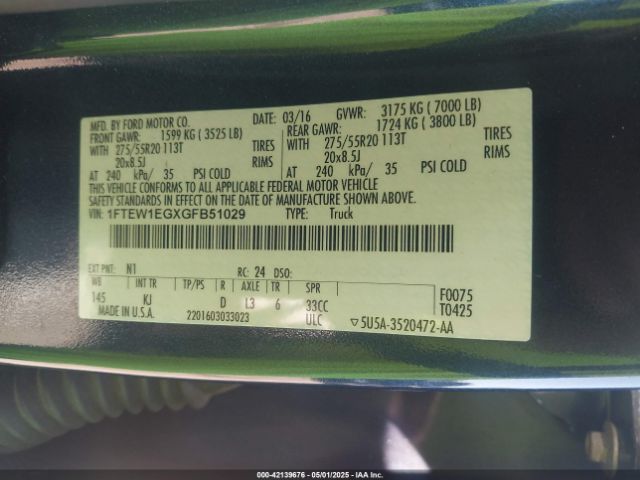 MFD. BY FORD MOTOR CO. DATE: 03/16 GVWR: 3175 KG ( 7000 LB)
FRONT GAWR: 1599 KG ( 3525 LB) REAR GAWR: 1724 KG ( 3800 LB)
WITH 275/55R20 113T TIRES WITH 275/55R20 113T TIRES
20x8.5J RIMS 20x8.5J RIMS
AT 240 kPa/ 35 PSI COLD AT 240 kPa/ 35 PSI COLD
THIS VEHICLE CONFORMS TO ALL APPLICABLE FEDERAL MOTOR VEHICLE
SAFETY STANDARDS IN EFFECT ON THE DATE OF MANUFACTURE SHOWN ABOVE.
VIN: 1FTEW1EGXGFB51029 TYPE: Truck
EXT PNT: N1 RC: 24 DSO:
WB INT TR TP/PS R AXLE TR SPR F0075
145 KJ D L3 6 33CC T0425
MADE IN U.S.A. 2201603033023 ULC ▽5U5A-3520472-AA
000-42139676 • 05/01/2025 • IAA Inc.